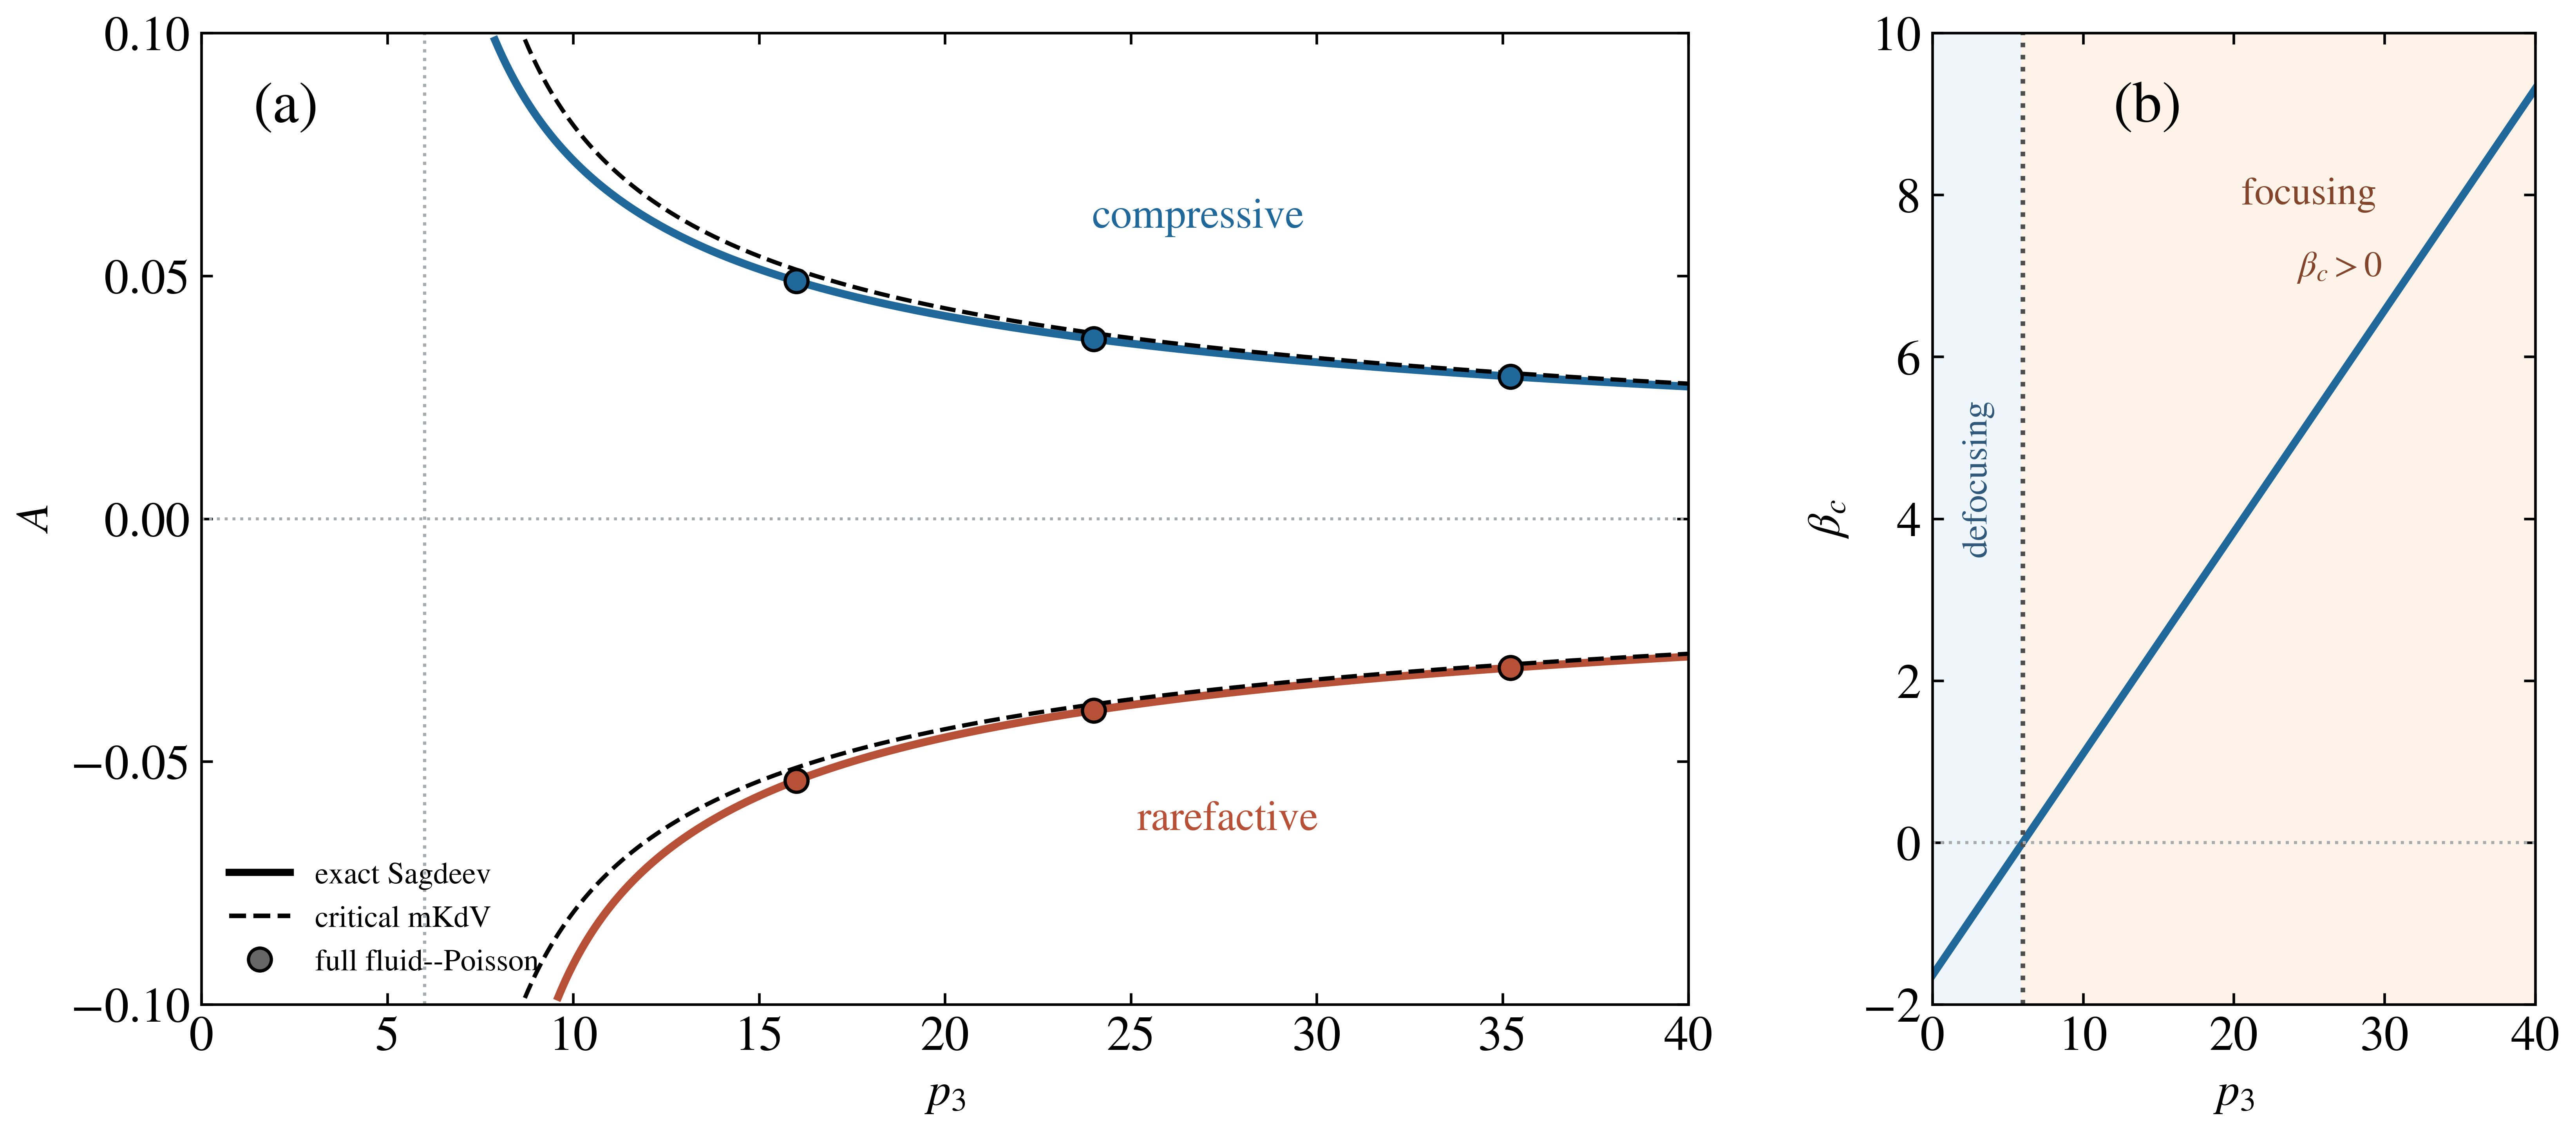 (a)
0.10
0.05
0.00
−0.05
−0.10
A
compressive
rarefactive
exact Sagdeev
critical mKdV
full fluid--Poisson
0 5 10 15 20 25 30 35 40
p₃
(b)
10
8
6
4
2
0
−2
β_c
defocusing
focusing
β_c > 0
0 10 20 30 40
p₃